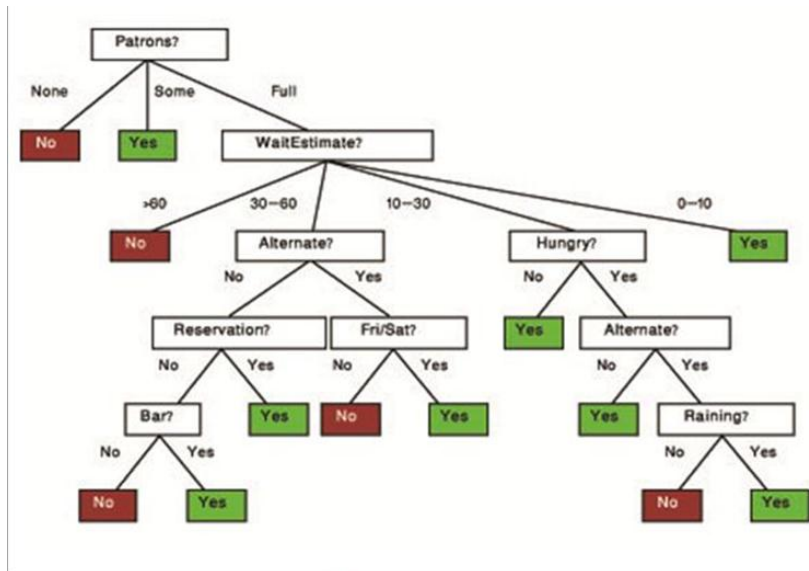 Patrons?
None Some Full
No Yes WaitEstimate?
>60 30–60 10–30 0–10
No Alternate? Hungry? Yes
No Yes No Yes
Reservation? Fri/Sat? Yes Alternate?
No Yes No Yes No Yes
Bar? Yes No Yes Yes Raining?
No Yes No Yes
No Yes No Yes